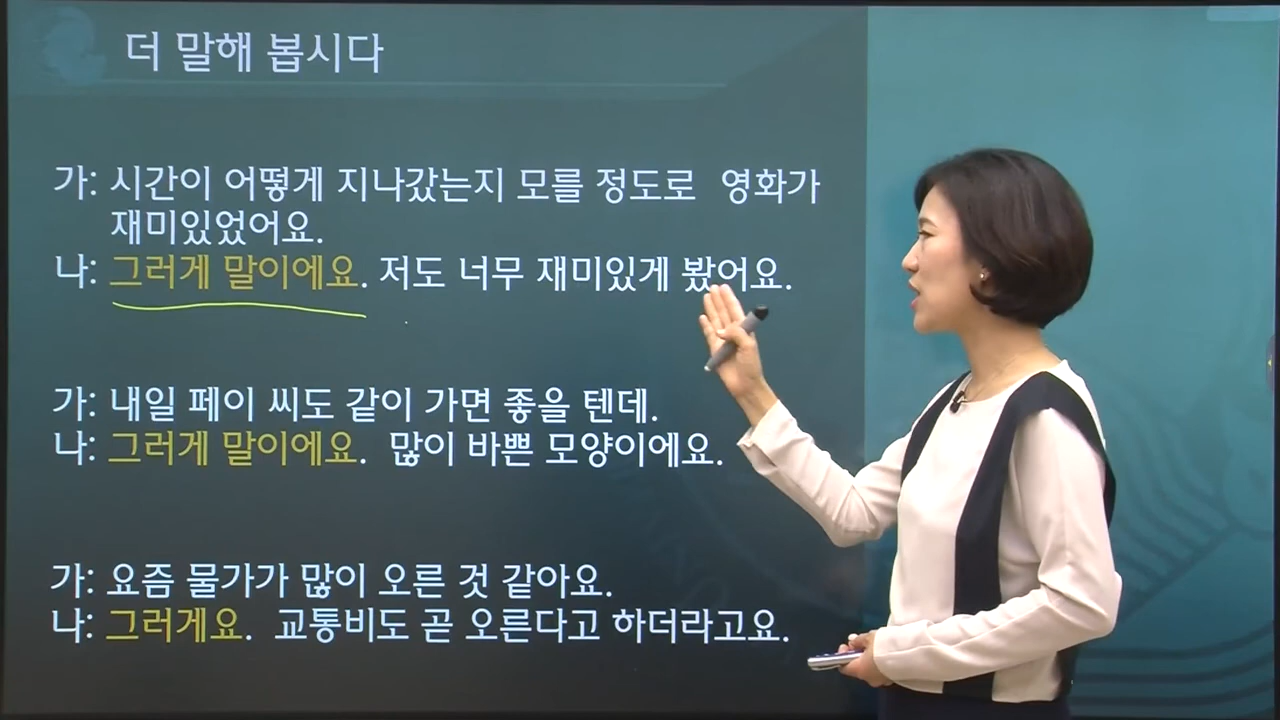 더 말해 봅시다
가: 시간이 어떻게 지나갔는지 모를 정도로 영화가
재미있었어요.
나: 그러게 말이에요. 저도 너무 재미있게 봤어요.
가: 내일 페이 씨도 같이 가면 좋을 텐데.
나: 그러게 말이에요. 많이 바쁜 모양이에요.
가: 요즘 물가가 많이 오른 것 같아요.
나: 그러게요. 교통비도 곧 오른다고 하더라고요.